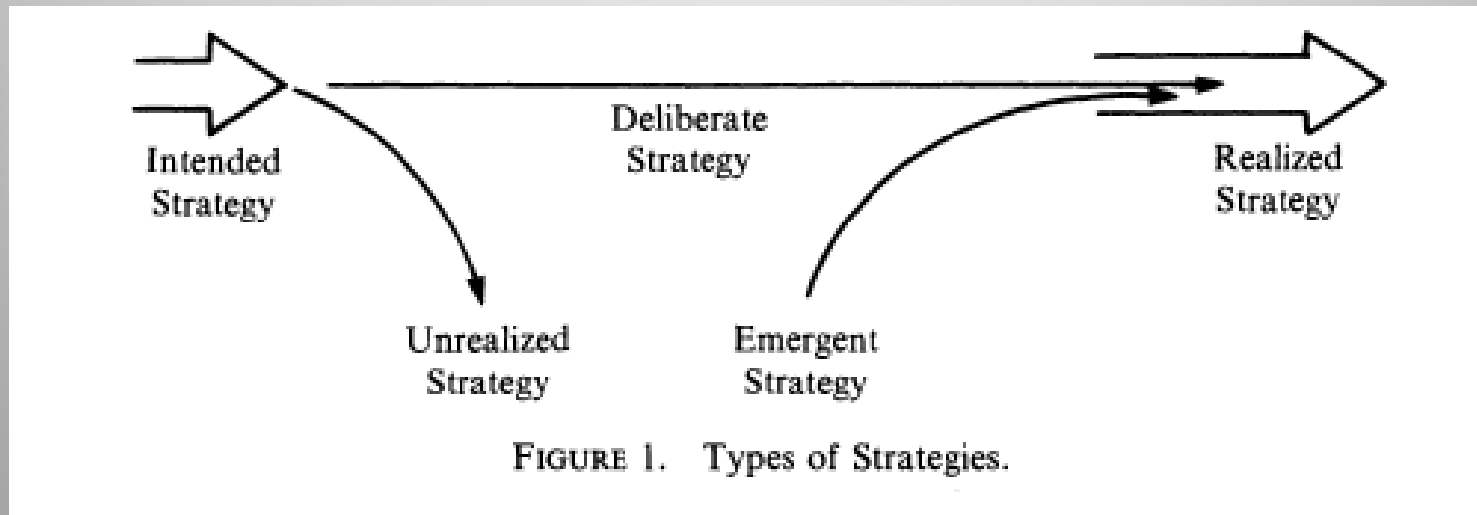 Intended
Strategy
Deliberate
Strategy
Realized
Strategy
Unrealized
Strategy
Emergent
Strategy
FIGURE 1. Types of Strategies.